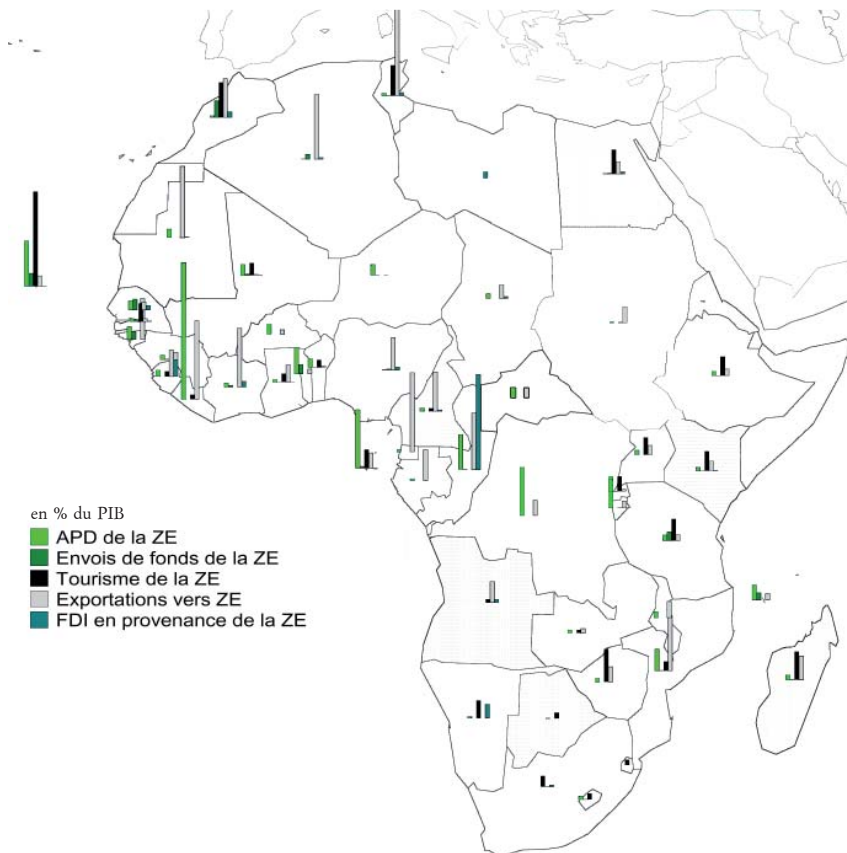 en % du PIB
APD de la ZE
Envois de fonds de la ZE
Tourisme de la ZE
Exportations vers ZE
FDI en provenance de la ZE